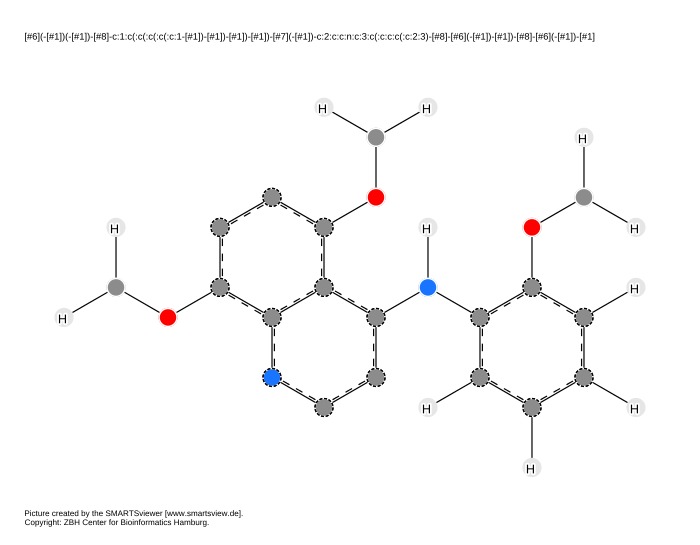 [#6](-[#1])(-[#1])-[#8]-c:1:c(:c(:c(:c(:c:1-[#1])-[#1])-[#1])-[#1])-[#7](-[#1])-c:2:c:c:n:c:3:c(:c:c:c(:c:2:3)-[#8]-[#6](-[#1])-[#1])-[#8]-[#6](-[#1])-[#1]
H H
H
H H H
H
H
H H
H
Picture created by the SMARTSviewer [www.smartsview.de].
Copyright: ZBH Center for Bioinformatics Hamburg.